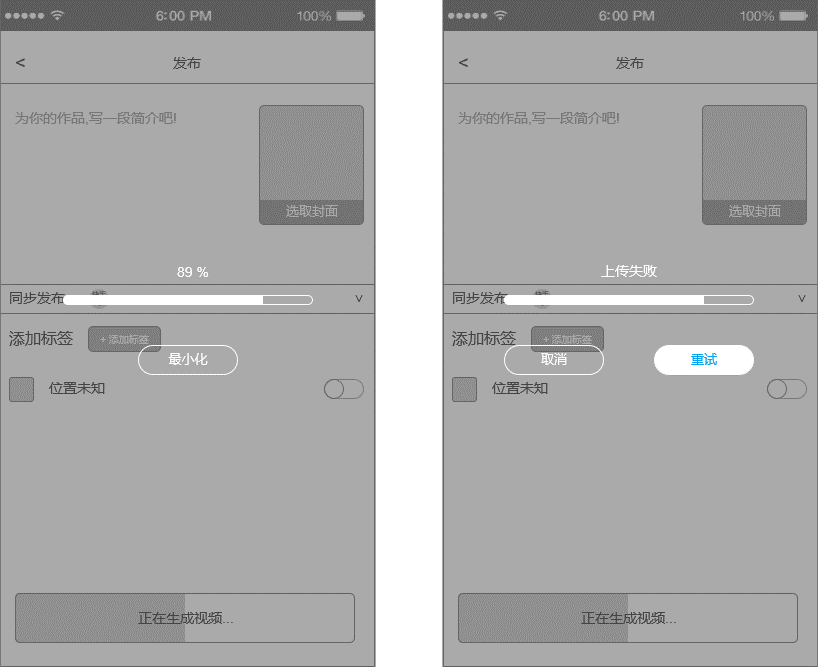 6:00 PM
100%
<
发布
为你的作品,写一段简介吧!
选取封面
89 %
同步发布
添加标签
+ 添加标签
最小化
位置未知
正在生成视频...
6:00 PM
100%
<
发布
为你的作品,写一段简介吧!
选取封面
上传失败
同步发布
添加标签
+ 添加标签
取消
重试
位置未知
正在生成视频...